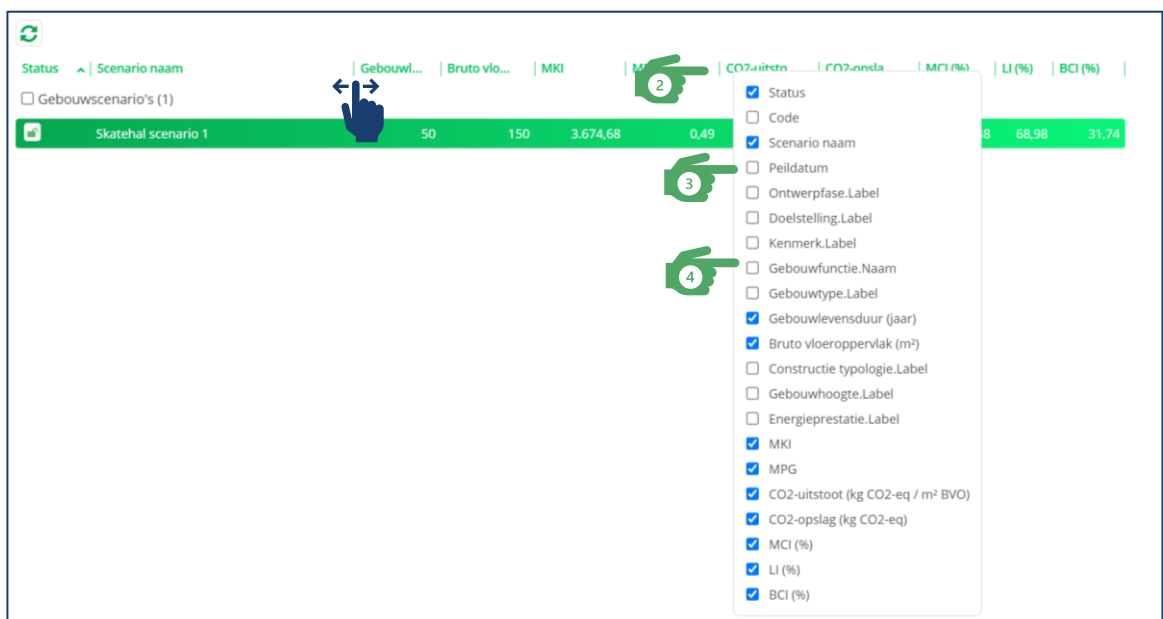 Status Scenario naam Gebouwl... Bruto vlo... MKI CO2-uitsto CO2-opsla MCI (%) LI (%) BCI (%)
2
Gebouwscenario's (1)
Skatehal scenario 1 50 150 3.674,68 0,49 68,98 31,74
Status
Code
Scenario naam
3
Peildatum
Ontwerpfase.Label
Doelstelling.Label
Kenmerk.Label
4
Gebouwfunctie.Naam
Gebouwtype.Label
Gebouwlevensduur (jaar)
Bruto vloeroppervlak (m²)
Constructie typologie.Label
Gebouwhoogte.Label
Energieprestatie.Label
MKI
MPG
CO2-uitstoot (kg CO2-eq / m² BVO)
CO2-opslag (kg CO2-eq)
MCI (%)
LI (%)
BCI (%)